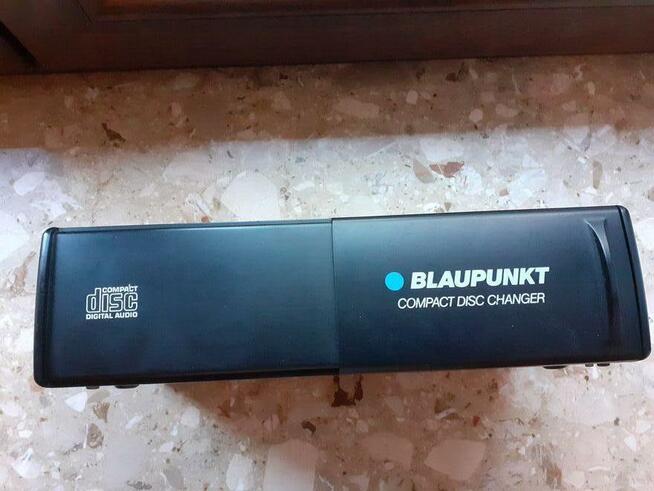 COMPACT
disc
DIGITAL AUDIO
BLAUPUNKT
COMPACT DISC CHANGER